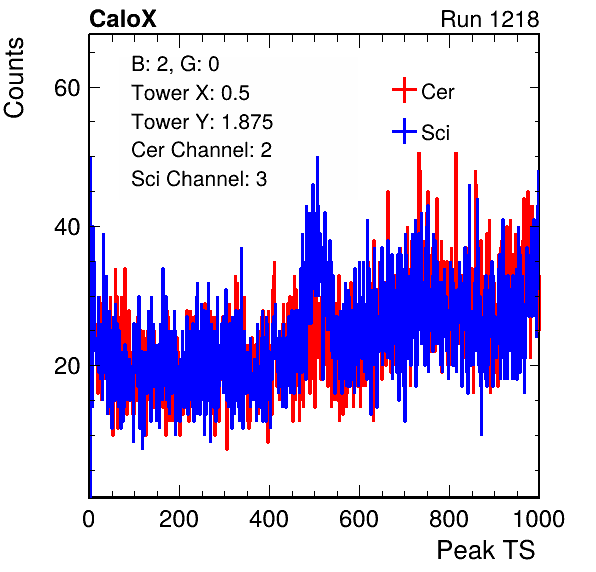 CaloX Run 1218
Counts
B: 2, G: 0
Tower X: 0.5
Tower Y: 1.875
Cer Channel: 2
Sci Channel: 3
Cer
Sci
60
40
20
0 200 400 600 800 1000
Peak TS